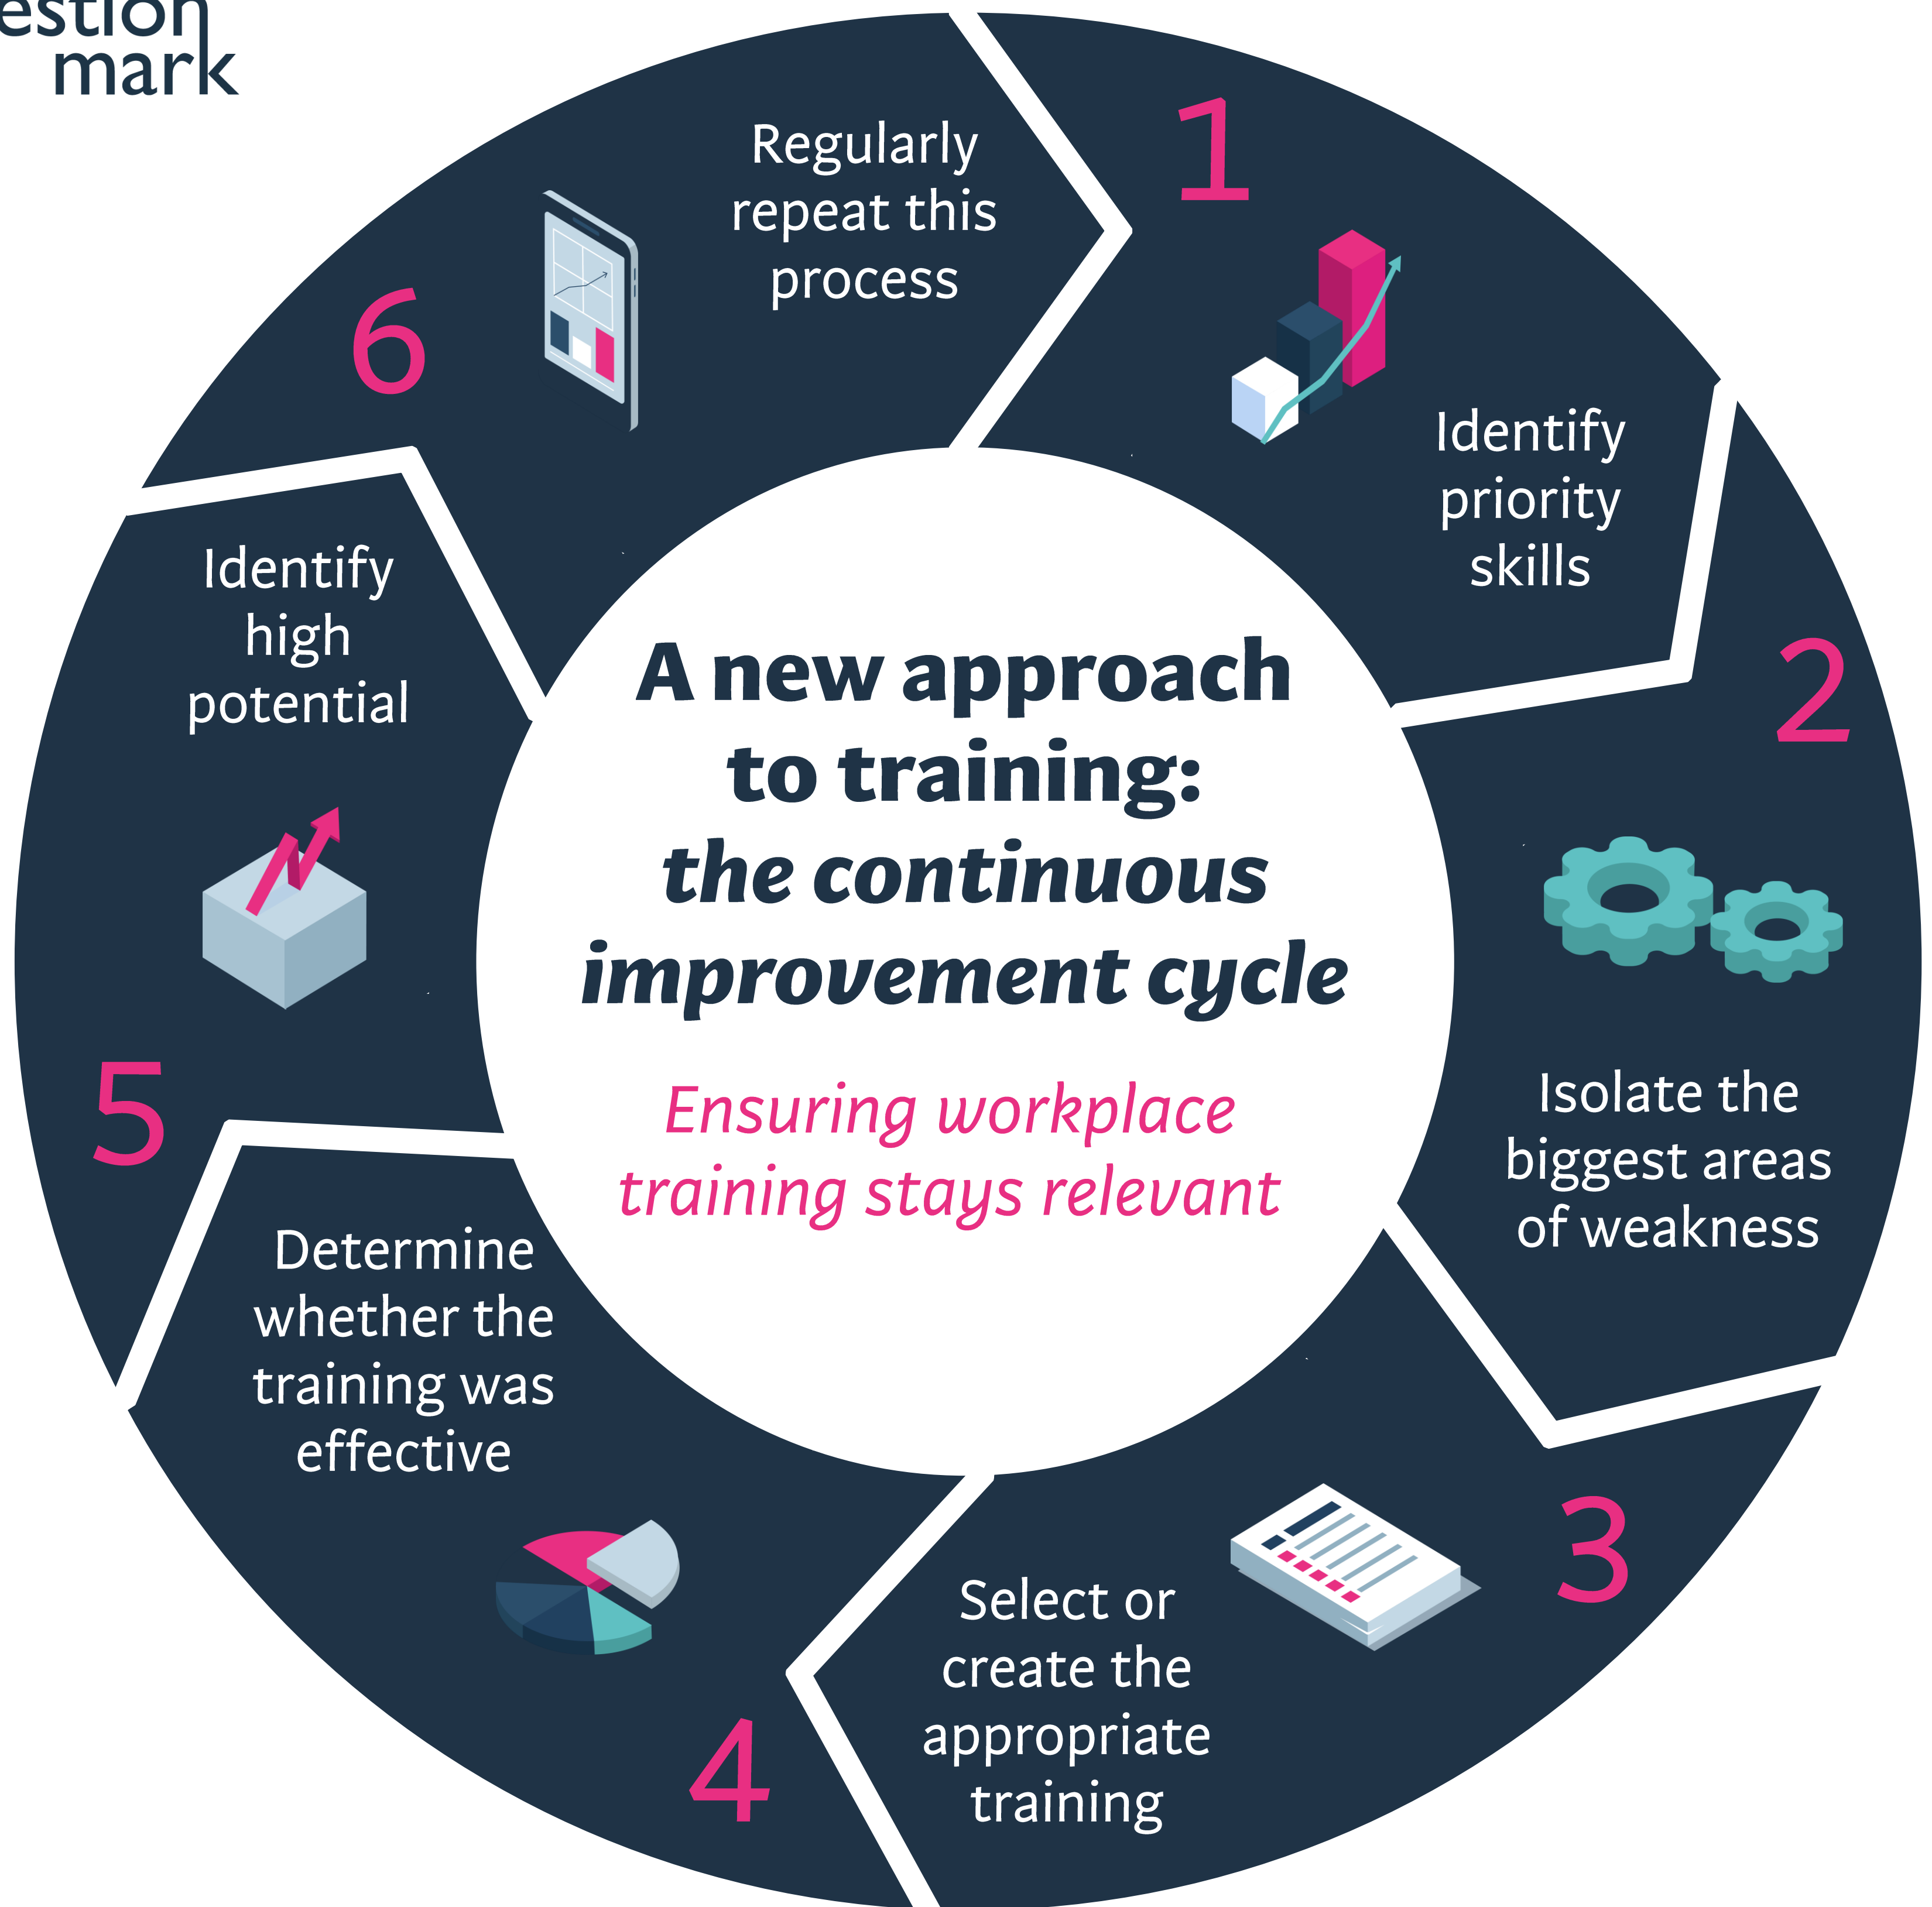 estion
mark
A new approach
to training:
the continuous
improvement cycle
Ensuring workplace
training stays relevant
1
Identify
priority
skills
2
Isolate the
biggest areas
of weakness
3
Select or
create the
appropriate
training
4
Determine
whether the
training was
effective
5
Identify
high
potential
6
Regularly
repeat this
process